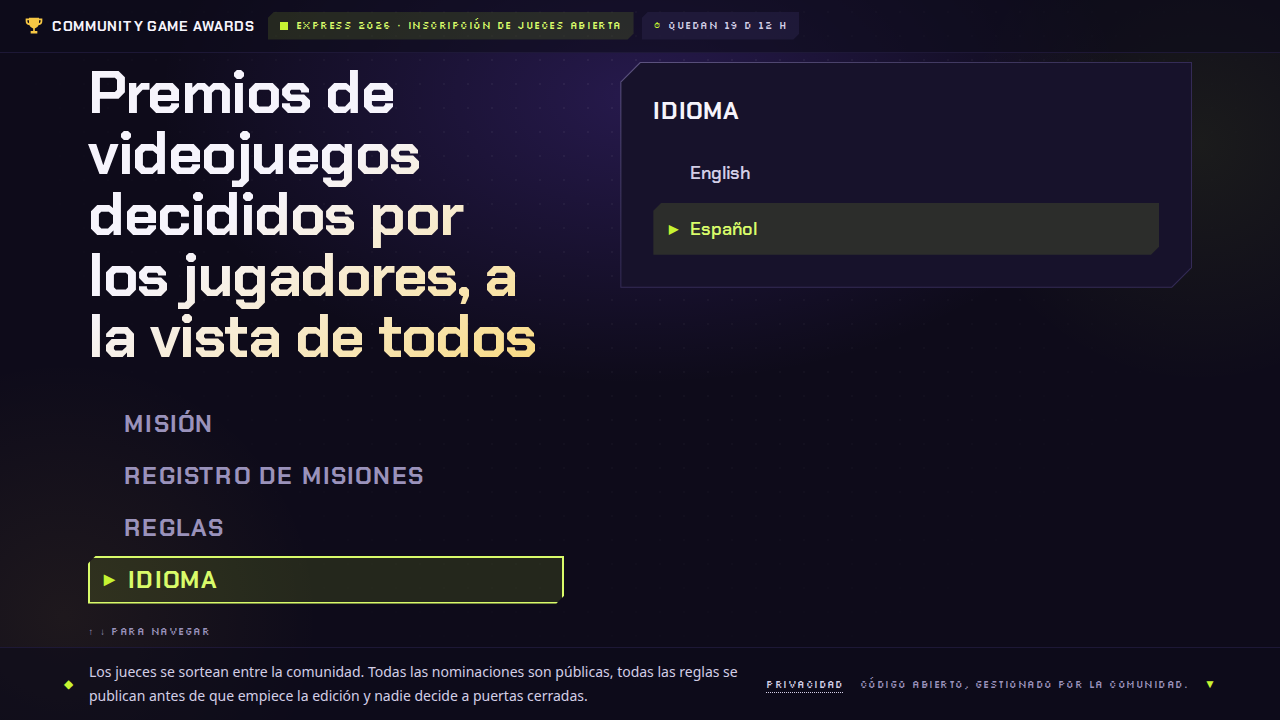 COMMUNITY GAME AWARDS
EXPRESS 2026 · INSCRIPCIÓN DE JUECES ABIERTA
QUEDAN 19 D 12 H
Premios de
videojuegos
decididos por
los jugadores, a
la vista de todos
MISIÓN
REGISTRO DE MISIONES
REGLAS
▶ IDIOMA
↑ ↓ PARA NAVEGAR
IDIOMA
English
▶ Español
Los jueces se sortean entre la comunidad. Todas las nominaciones son públicas, todas las reglas se
publican antes de que empiece la edición y nadie decide a puertas cerradas.
PRIVACIDAD
CÓDIGO ABIERTO, GESTIONADO POR LA COMUNIDAD.